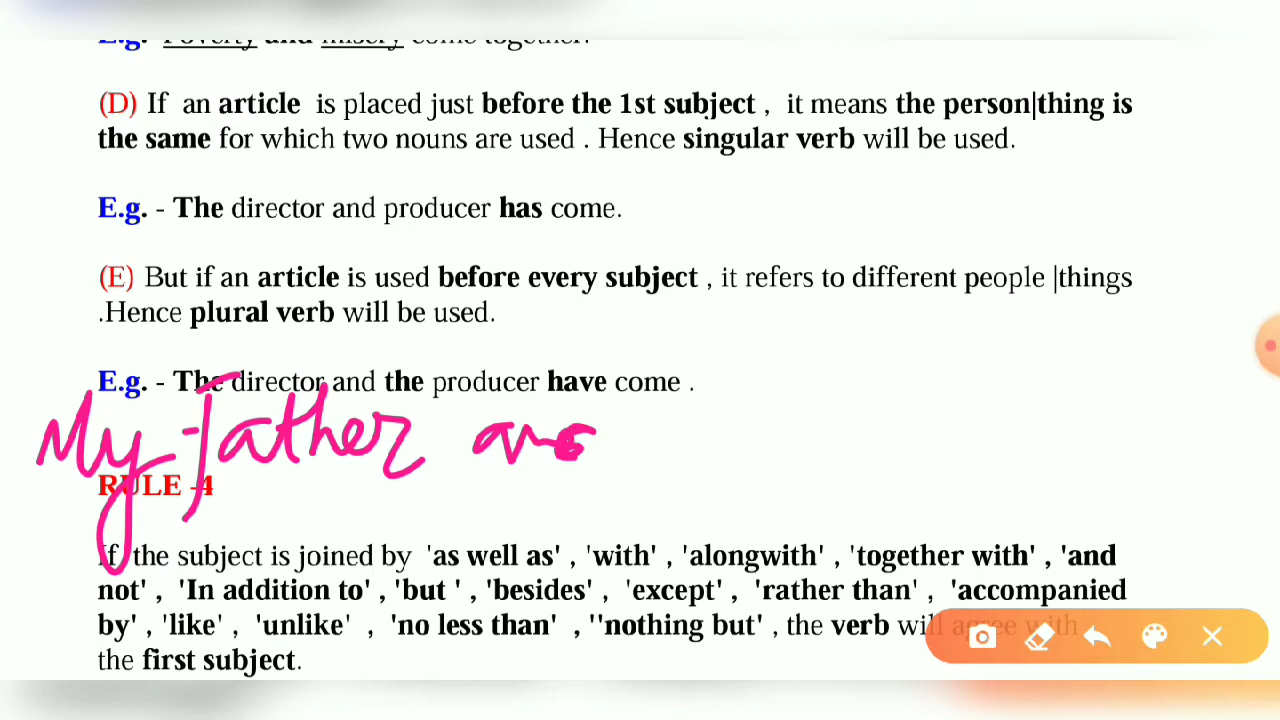 E.g. Poverty and misery come together.
(D) If an article is placed just before the 1st subject , it means the person|thing is
the same for which two nouns are used . Hence singular verb will be used.
E.g. - The director and producer has come.
(E) But if an article is used before every subject , it refers to different people |things
.Hence plural verb will be used.
E.g. - The director and the producer have come .
My father
RULE -4
If the subject is joined by 'as well as' , 'with' , 'alongwith' , 'together with' , 'and
not' , 'In addition to' , 'but ' , 'besides' , 'except' , 'rather than' , 'accompanied
by' , 'like' , 'unlike' , 'no less than' , ''nothing but' , the verb will agree with
the first subject.